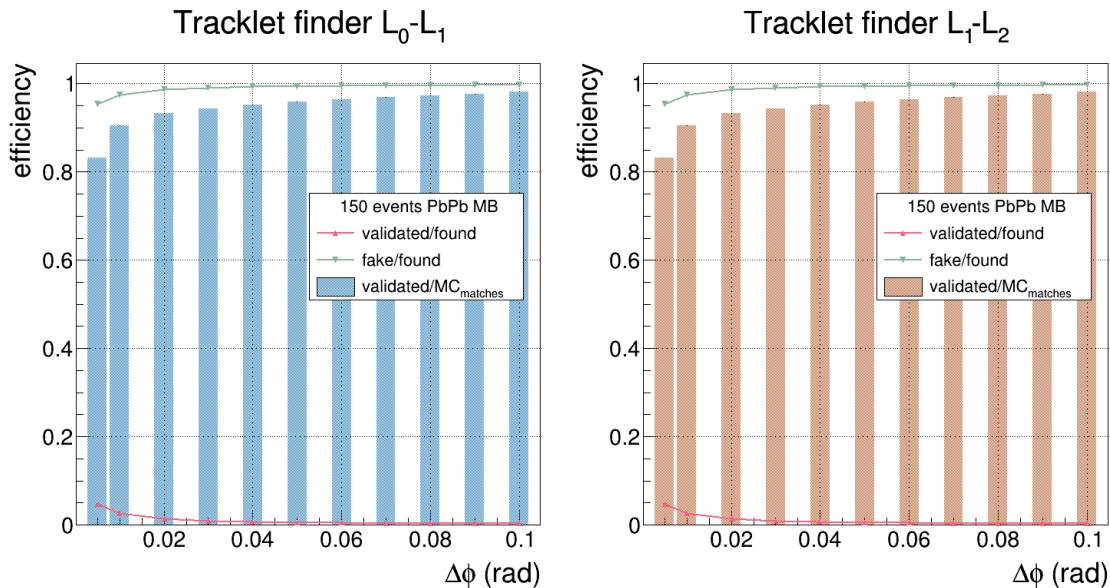 Tracklet finder L0-L1
efficiency
1
0.8
0.6
0.4
0.2
0
150 events PbPb MB
validated/found
fake/found
validated/MCmatches
0.02
0.04
0.06
0.08
0.1
Δϕ (rad)
Tracklet finder L1-L2
efficiency
1
0.8
0.6
0.4
0.2
0
150 events PbPb MB
validated/found
fake/found
validated/MCmatches
0.02
0.04
0.06
0.08
0.1
Δϕ (rad)